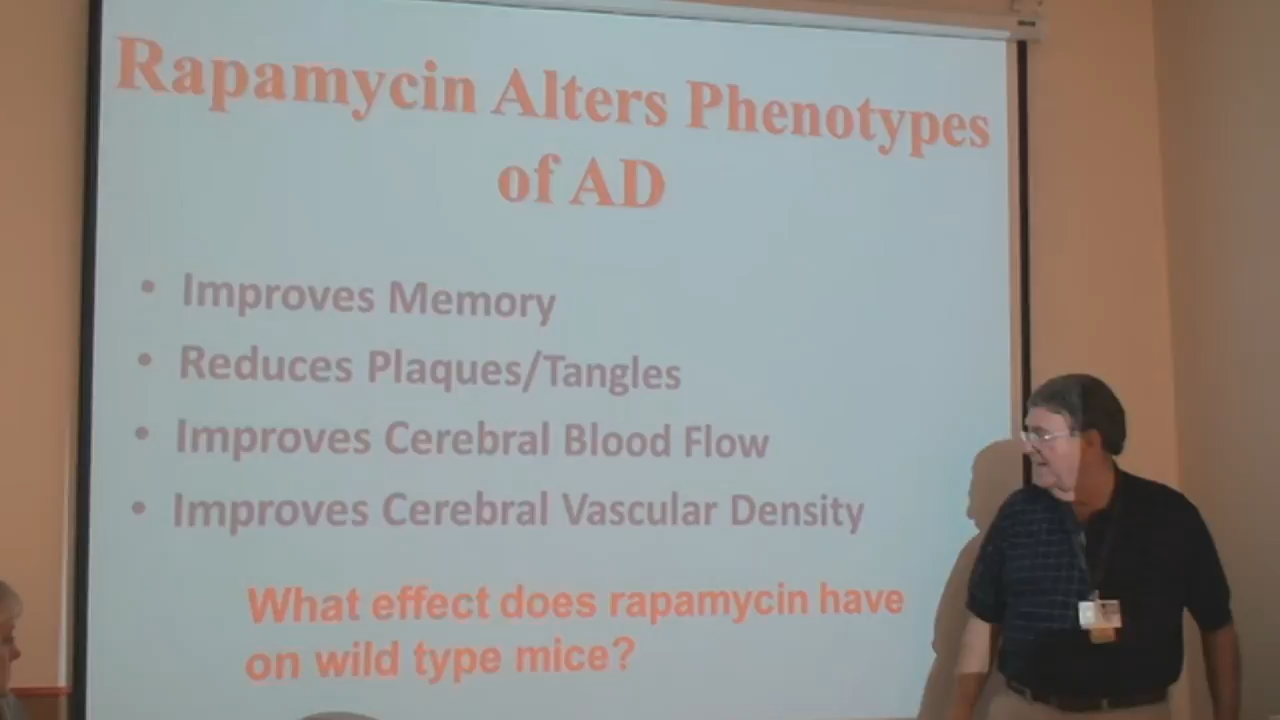 Rapamycin Alters Phenotypes
of AD
• Improves Memory
• Reduces Plaques/Tangles
• Improves Cerebral Blood Flow
• Improves Cerebral Vascular Density
What effect does rapamycin have
on wild type mice?